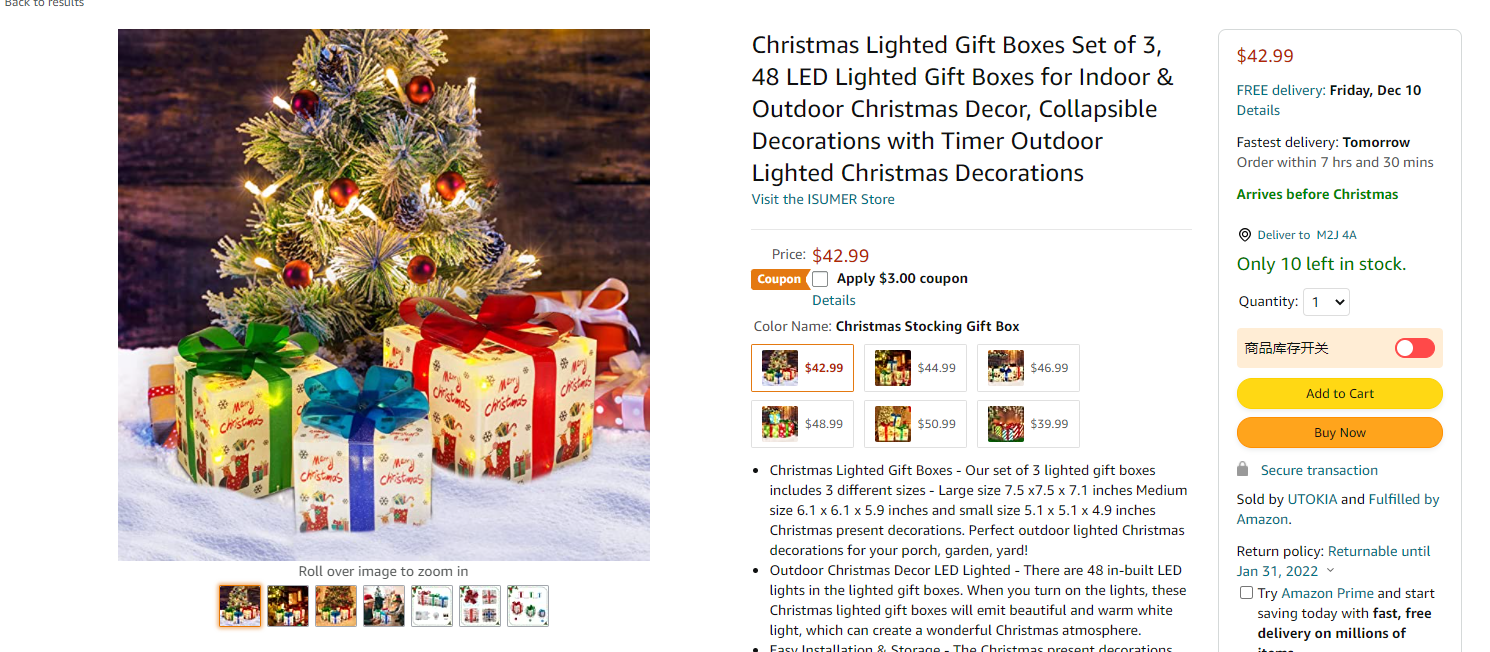 Back to results
Christmas Lighted Gift Boxes Set of 3,
48 LED Lighted Gift Boxes for Indoor &
Outdoor Christmas Decor, Collapsible
Decorations with Timer Outdoor
Lighted Christmas Decorations
Visit the ISUMER Store
Price: $42.99
Coupon Apply $3.00 coupon
Details
Color Name: Christmas Stocking Gift Box
$42.99 $44.99 $46.99
$48.99 $50.99 $39.99
• Christmas Lighted Gift Boxes - Our set of 3 lighted gift boxes
includes 3 different sizes - Large size 7.5 x7.5 x 7.1 inches Medium
size 6.1 x 6.1 x 5.9 inches and small size 5.1 x 5.1 x 4.9 inches
Christmas present decorations. Perfect outdoor lighted Christmas
decorations for your porch, garden, yard!
• Outdoor Christmas Decor LED Lighted - There are 48 in-built LED
lights in the lighted gift boxes. When you turn on the lights, these
Christmas lighted gift boxes will emit beautiful and warm white
light, which can create a wonderful Christmas atmosphere.
• Easy Installation & Storage - The Christmas present decorations
Merry
Christmas
Merry
Christmas
Merry
Christmas
Merry
Christmas
Merry
Christmas
Roll over image to zoom in
$42.99
FREE delivery: Friday, Dec 10
Details
Fastest delivery: Tomorrow
Order within 7 hrs and 30 mins
Arrives before Christmas
Deliver to M2J 4A
Only 10 left in stock.
Quantity: 1
商品库存开关
Add to Cart
Buy Now
Secure transaction
Sold by UTOKIA and Fulfilled by
Amazon.
Return policy: Returnable until
Jan 31, 2022
Try Amazon Prime and start
saving today with fast, free
delivery on millions of
items